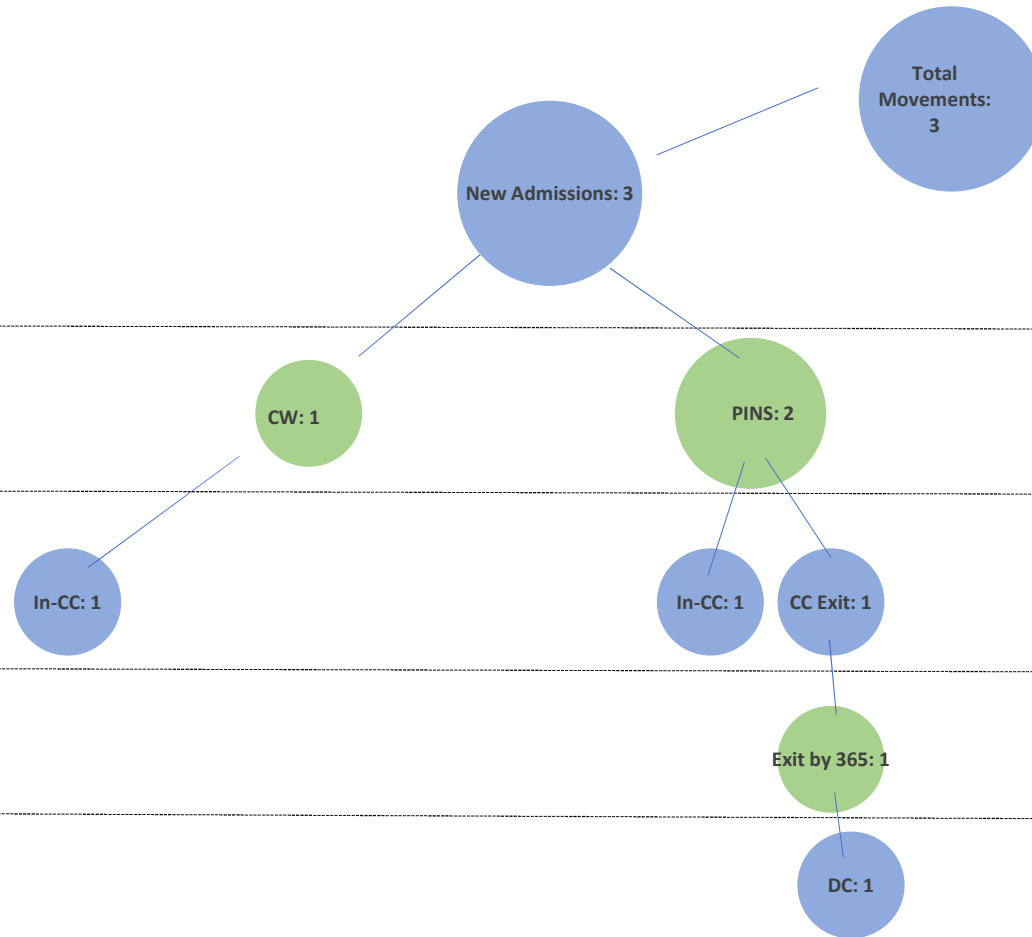 Total
Movements:
3
New Admissions: 3
CW: 1
PINS: 2
In-CC: 1
In-CC: 1
CC Exit: 1
Exit by 365: 1
DC: 1